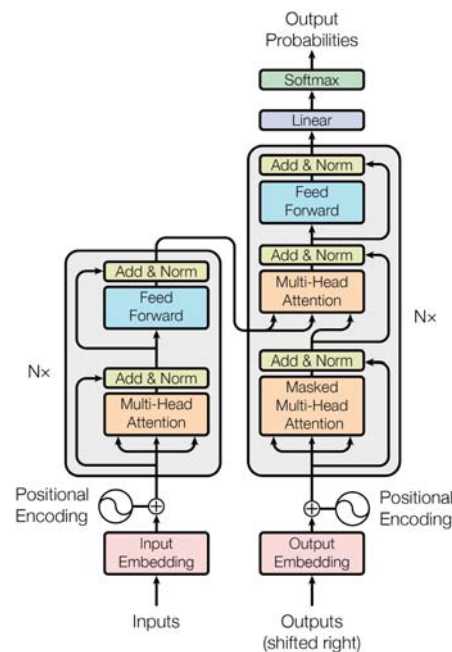 Output
Probabilities
Softmax
Linear
Add & Norm
Feed
Forward
Add & Norm
Multi-Head
Attention
Add & Norm
Masked
Multi-Head
Attention
N×
Add & Norm
Feed
Forward
Add & Norm
Multi-Head
Attention
N×
Positional
Encoding
Positional
Encoding
Input
Embedding
Output
Embedding
Inputs
Outputs
(shifted right)